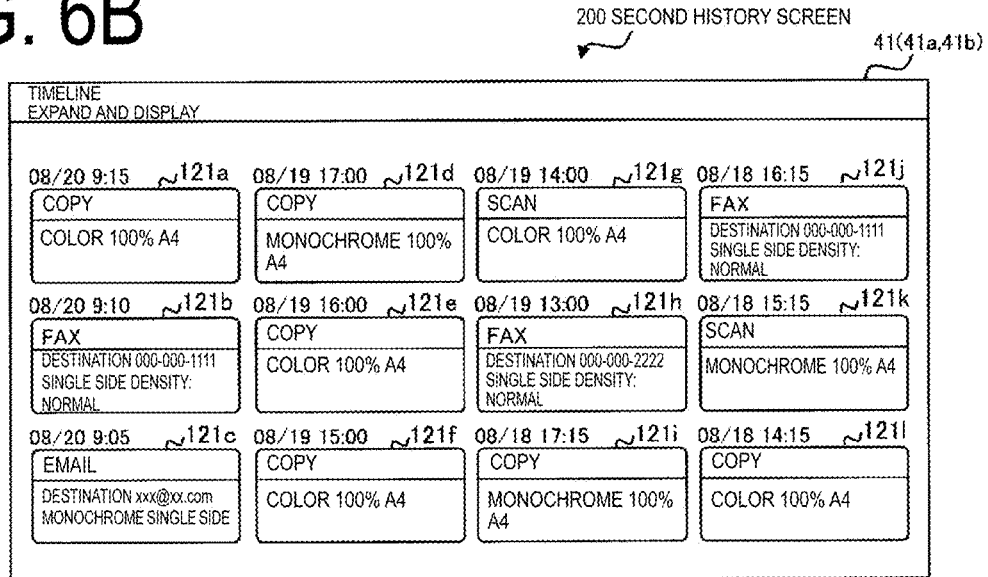 G. 6B
200 SECOND HISTORY SCREEN
41(41a,41b)
TIMELINE
EXPAND AND DISPLAY
08/20 9:15 121a
COPY
COLOR 100% A4
08/20 9:10 121b
FAX
DESTINATION 000-000-1111
SINGLE SIDE DENSITY:
NORMAL
08/20 9:05 121c
EMAIL
DESTINATION xxx@xx.com
MONOCHROME SINGLE SIDE
08/19 17:00 121d
COPY
MONOCHROME 100%
A4
08/19 16:00 121e
COPY
COLOR 100% A4
08/19 15:00 121f
COPY
COLOR 100% A4
08/19 14:00 121g
SCAN
COLOR 100% A4
08/19 13:00 121h
FAX
DESTINATION 000-000-2222
SINGLE SIDE DENSITY:
NORMAL
08/18 17:15 121i
COPY
MONOCHROME 100%
A4
08/18 16:15 121j
FAX
DESTINATION 000-000-1111
SINGLE SIDE DENSITY:
NORMAL
08/18 15:15 121k
SCAN
MONOCHROME 100% A4
08/18 14:15 121l
COPY
COLOR 100% A4